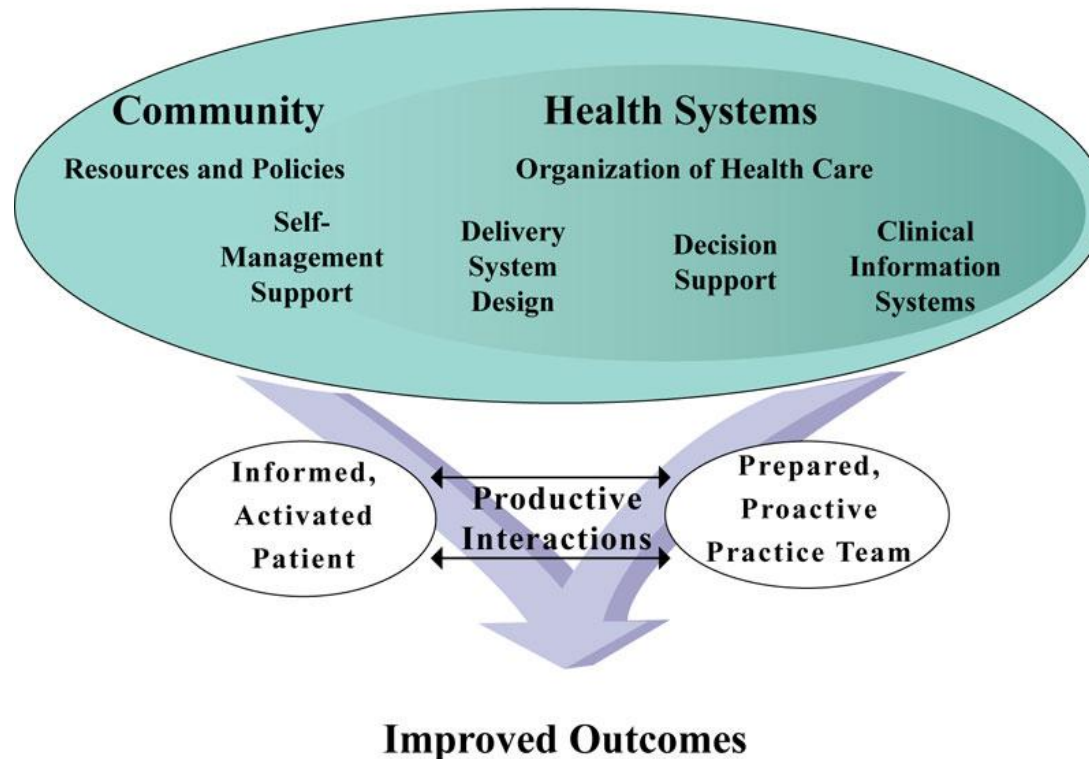 Community
Health Systems
Resources and Policies
Organization of Health Care
Self-
Management
Support
Delivery
System
Design
Decision
Support
Clinical
Information
Systems
Informed,
Activated
Patient
Productive
Interactions
Prepared,
Proactive
Practice Team
Improved Outcomes